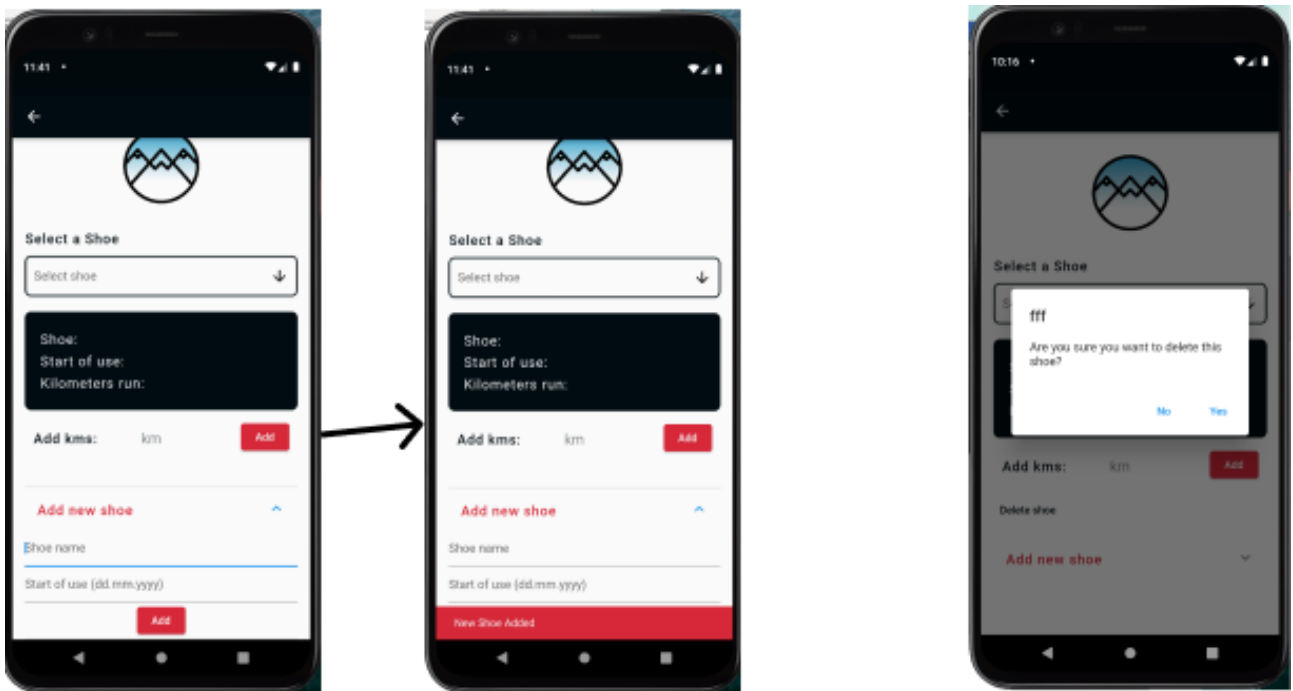 11:41
Select a Shoe
Select shoe
Shoe:
Start of use:
Kilometers run:
Add kms: km Add
Add new shoe
Shoe name
Start of use (dd.mm.yyyy)
Add
11:41
Select a Shoe
Select shoe
Shoe:
Start of use:
Kilometers run:
Add kms: km Add
Add new shoe
Shoe name
Start of use (dd.mm.yyyy)
New Shoe Added
10:16
Select a Shoe
fff
Are you sure you want to delete this
shoe?
No Yes
Add kms: km Add
Delete shoe
Add new shoe